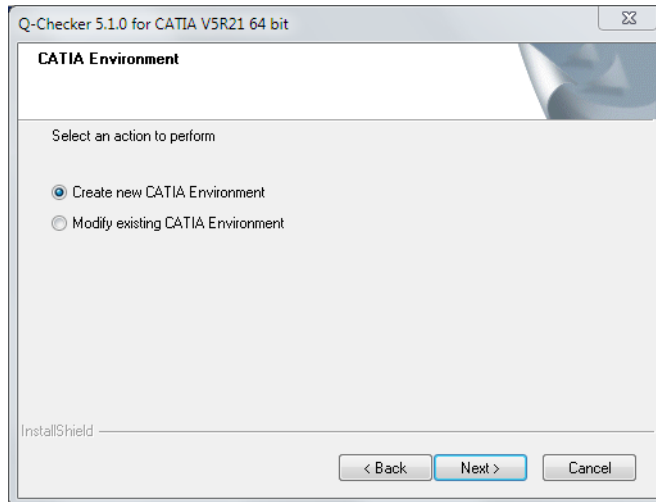 Q-Checker 5.1.0 for CATIA V5R21 64 bit
CATIA Environment
Select an action to perform
Create new CATIA Environment
Modify existing CATIA Environment
InstallShield
< Back
Next >
Cancel